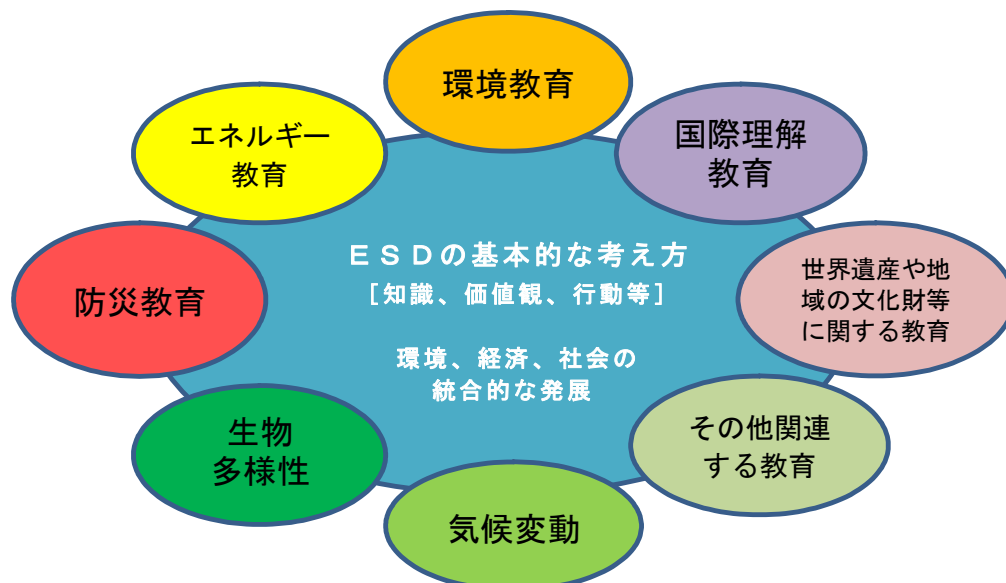 環境教育
エネルギー
教育
国際理解
教育
ＥＳＤの基本的な考え方
[知識、価値観、行動等]
環境、経済、社会の
統合的な発展
防災教育
世界遺産や地
域の文化財等
に関する教育
生物
多様性
その他関連
する教育
気候変動